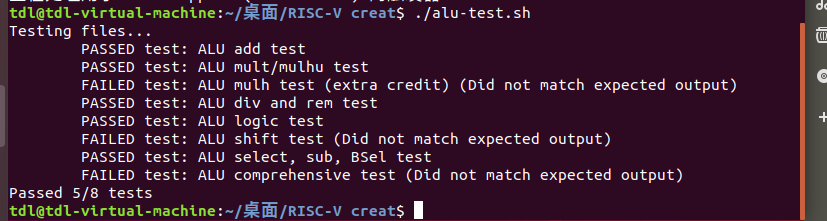 tdl@tdl-virtual-machine:~/桌面/RISC-V creat$ ./alu-test.sh
Testing files...
        PASSED test: ALU add test
        PASSED test: ALU mult/mulhu test
        FAILED test: ALU mulh test (extra credit) (Did not match expected output)
        PASSED test: ALU div and rem test
        PASSED test: ALU logic test
        FAILED test: ALU shift test (Did not match expected output)
        PASSED test: ALU select, sub, BSel test
        FAILED test: ALU comprehensive test (Did not match expected output)
Passed 5/8 tests
tdl@tdl-virtual-machine:~/桌面/RISC-V creat$